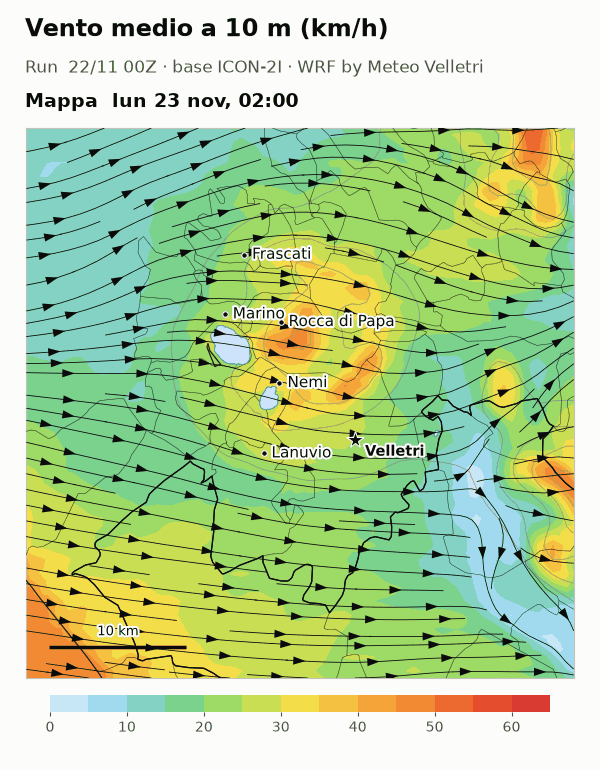 Vento medio a 10 m (km/h)
Run 22/11 00Z · base ICON-2I · WRF by Meteo Velletri
Mappa lun 23 nov, 02:00
Frascati
Marino
Rocca di Papa
Nemi
Lanuvio
Velletri
10 km
0 10 20 30 40 50 60